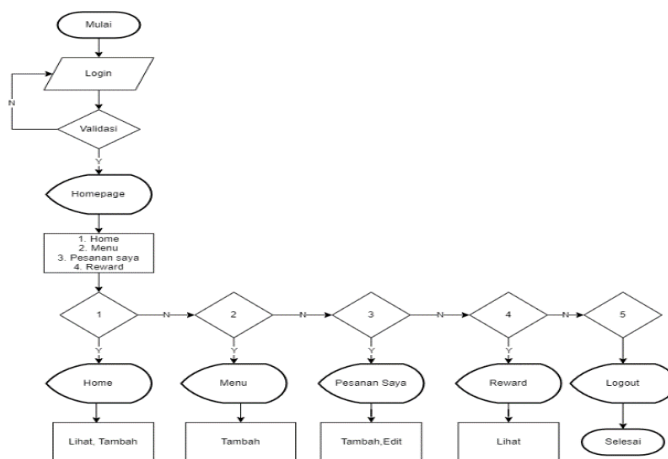 Mulai
Login
N
Validasi
Y
Homepage
1. Home
2. Menu
3. Pesanan saya
4. Reward
1
N
2
N
3
N
4
N
5
Y
Y
Y
Y
Home
Menu
Pesanan Saya
Reward
Logout
Lihat, Tambah
Tambah
Tambah,Edit
Lihat
Selesai